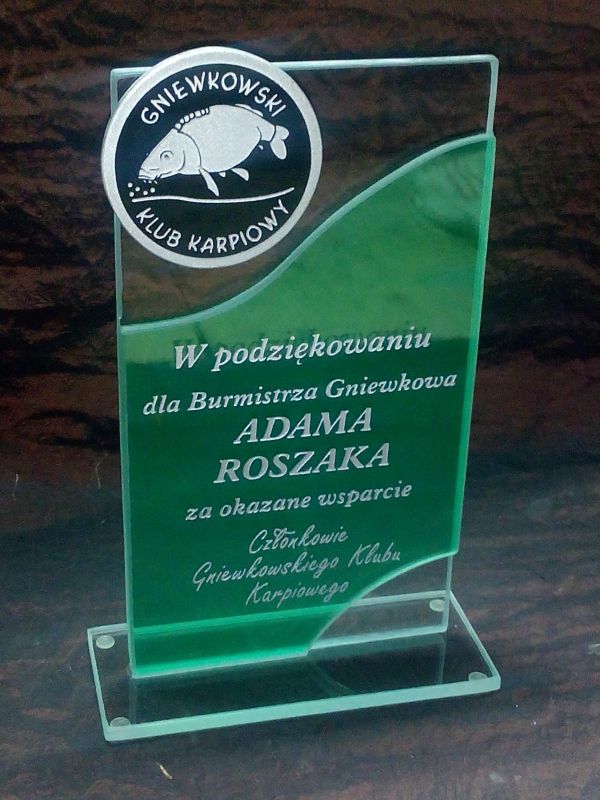 GNIEWKOWSKI
KLUB KARPIOWY
W podziękowaniu
dla Burmistrza Gniewkowa
ADAMA
ROSZAKA
za okazane wsparcie
Członkowie
Gniewkowskiego Klubu
Karpiowego